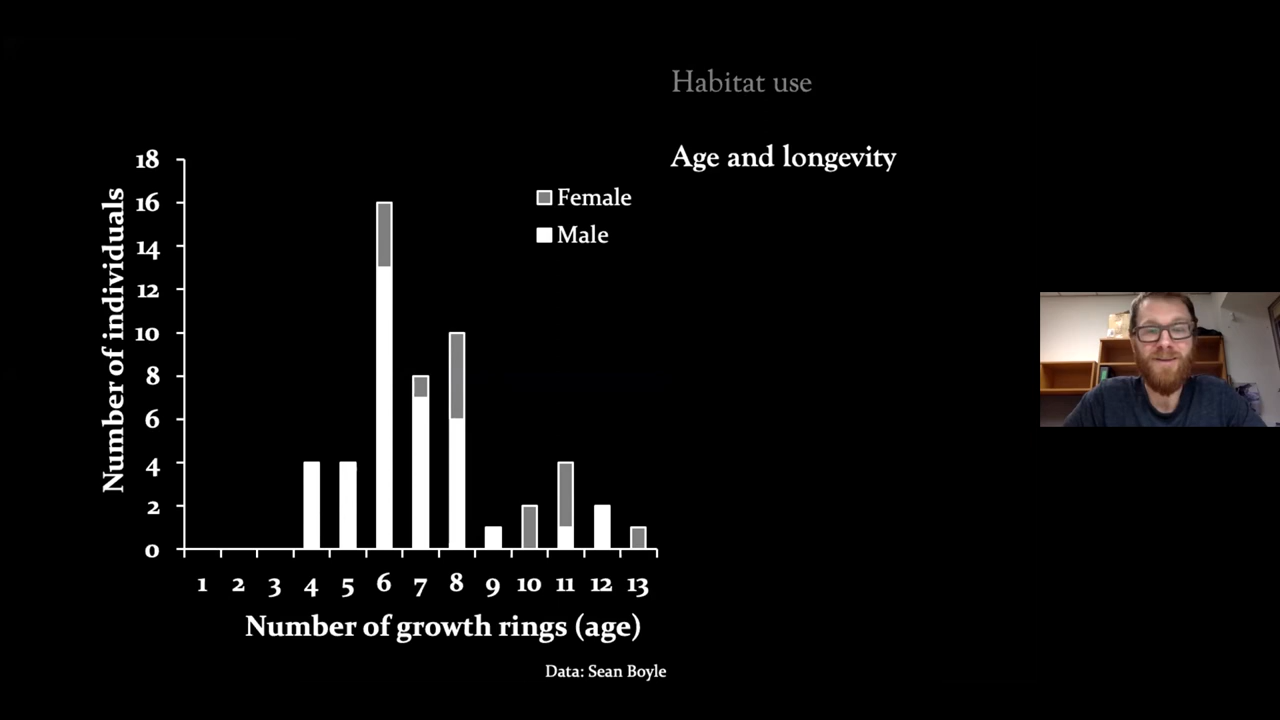 Habitat use
Age and longevity
Number of individuals
18
16
14
12
10
8
6
4
2
0
Female
Male
1 2 3 4 5 6 7 8 9 10 11 12 13
Number of growth rings (age)
Data: Sean Boyle